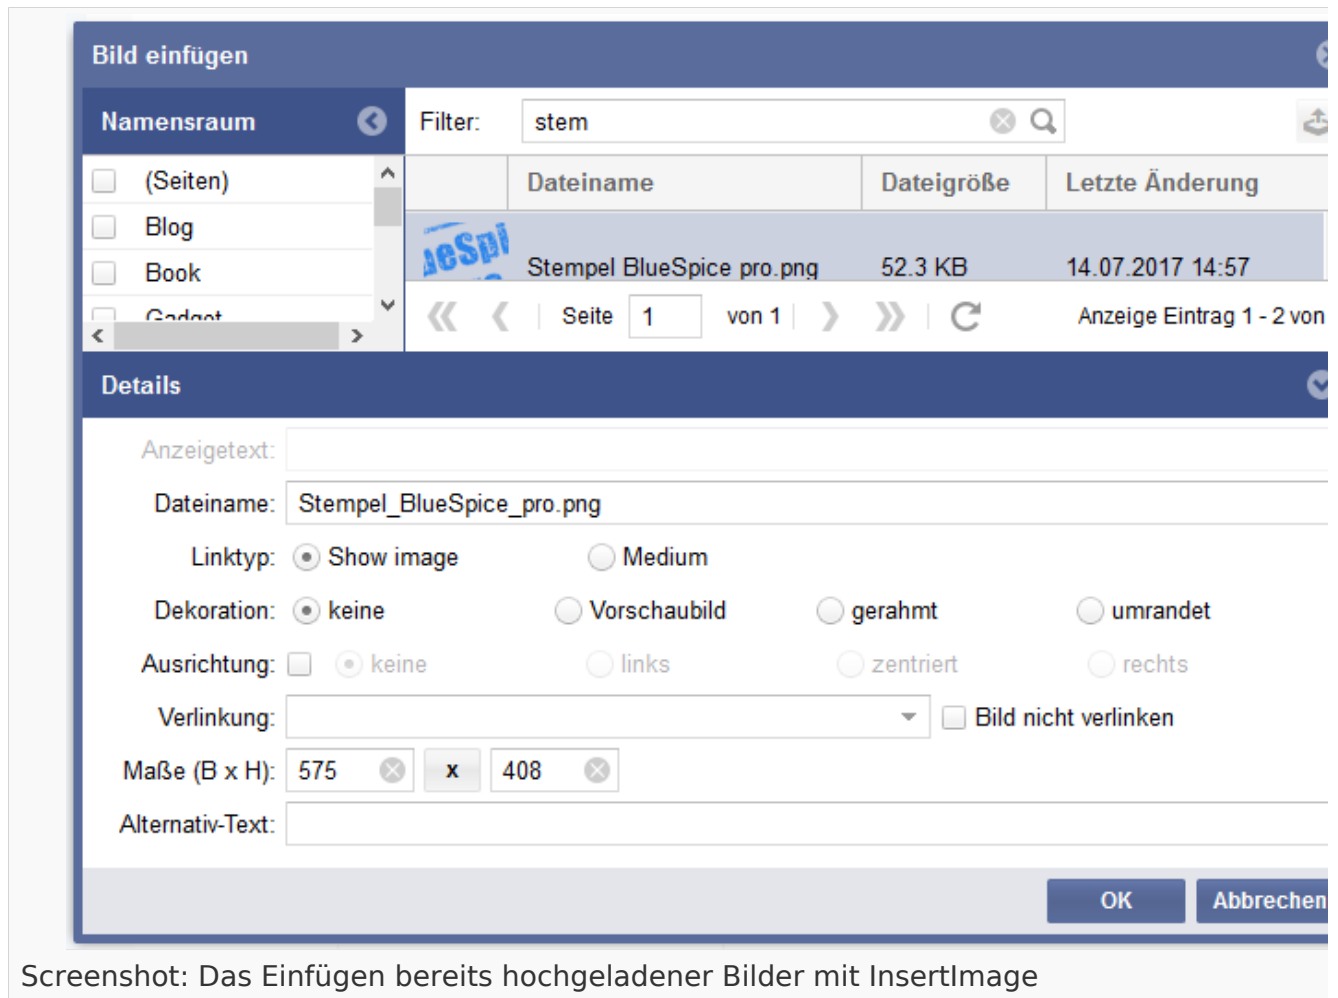 Bild einfügen
Namensraum
Filter: stem
(Seiten)
Blog
Book
Gadget
Dateiname Dateigröße Letzte Änderung
Stempel BlueSpice pro.png 52.3 KB 14.07.2017 14:57
Seite 1 von 1 Anzeige Eintrag 1 - 2 von
Details
Anzeigetext:
Dateiname: Stempel_BlueSpice_pro.png
Linktyp: Show image Medium
Dekoration: keine Vorschaubild gerahmt umrandet
Ausrichtung: keine links zentriert rechts
Verlinkung: Bild nicht verlinken
Maße (B x H): 575 x 408
Alternativ-Text:
OK Abbrechen
Screenshot: Das Einfügen bereits hochgeladener Bilder mit InsertImage